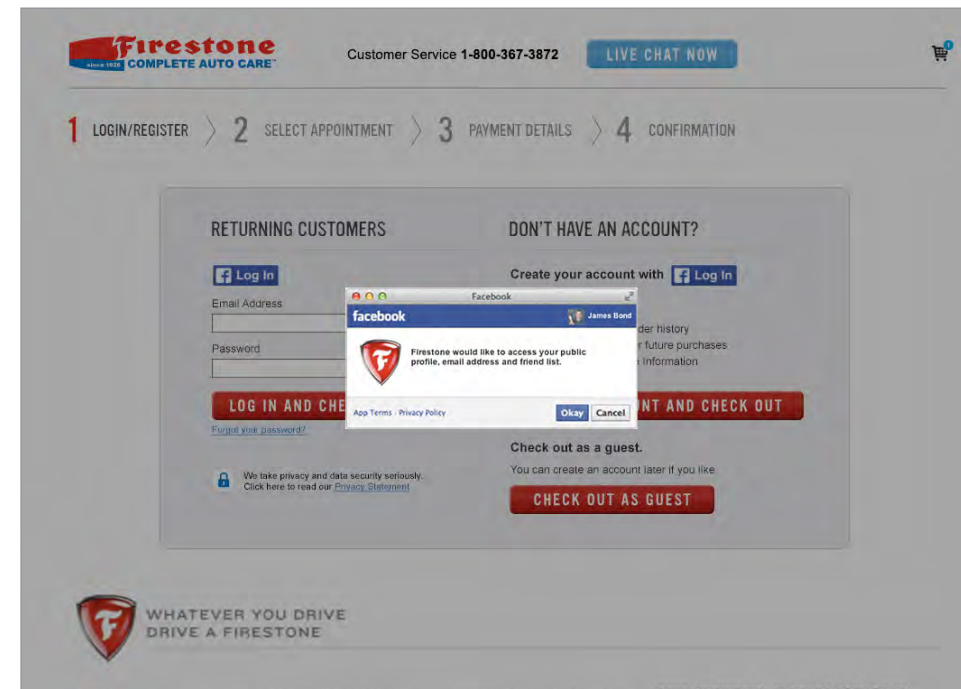 Firestone
since 1926 COMPLETE AUTO CARE™
Customer Service 1-800-367-3872
LIVE CHAT NOW
1 LOGIN/REGISTER
2 SELECT APPOINTMENT
3 PAYMENT DETAILS
4 CONFIRMATION
RETURNING CUSTOMERS
f Log In
Email Address
Password
LOG IN AND CHE
Forgot your password?
We take privacy and data security seriously.
Click here to read our Privacy Statement
DON'T HAVE AN ACCOUNT?
Create your account with f Log In
der history
future purchases
Information
NT AND CHECK OUT
Check out as a guest.
You can create an account later if you like
CHECK OUT AS GUEST
Facebook
facebook
James Bond
F
Firestone would like to access your public
profile, email address and friend list.
App Terms · Privacy Policy
Okay
Cancel
F
WHATEVER YOU DRIVE
DRIVE A FIRESTONE